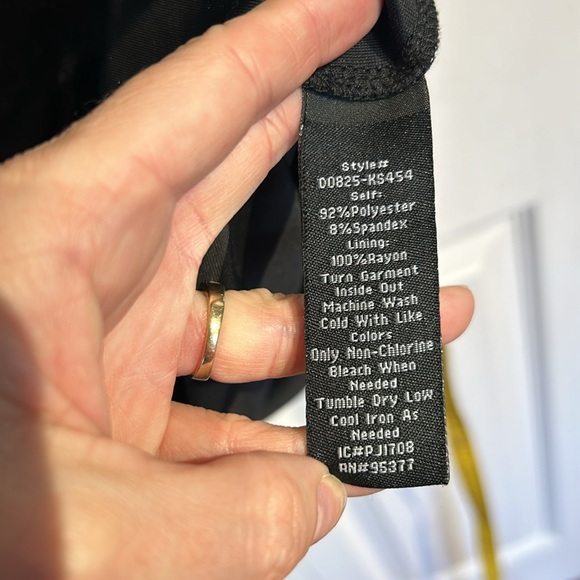 Style#
D0825-KS454
Self:
92%Polyester
8%Spandex
Lining:
100%Rayon
Turn Garment
Inside Out
Machine Wash
Cold With Like
Colors
Only Non-Chlorine
Bleach When
Needed
Tumble Dry Low
Cool Iron As
Needed
IC#PJ1708
RN#95377